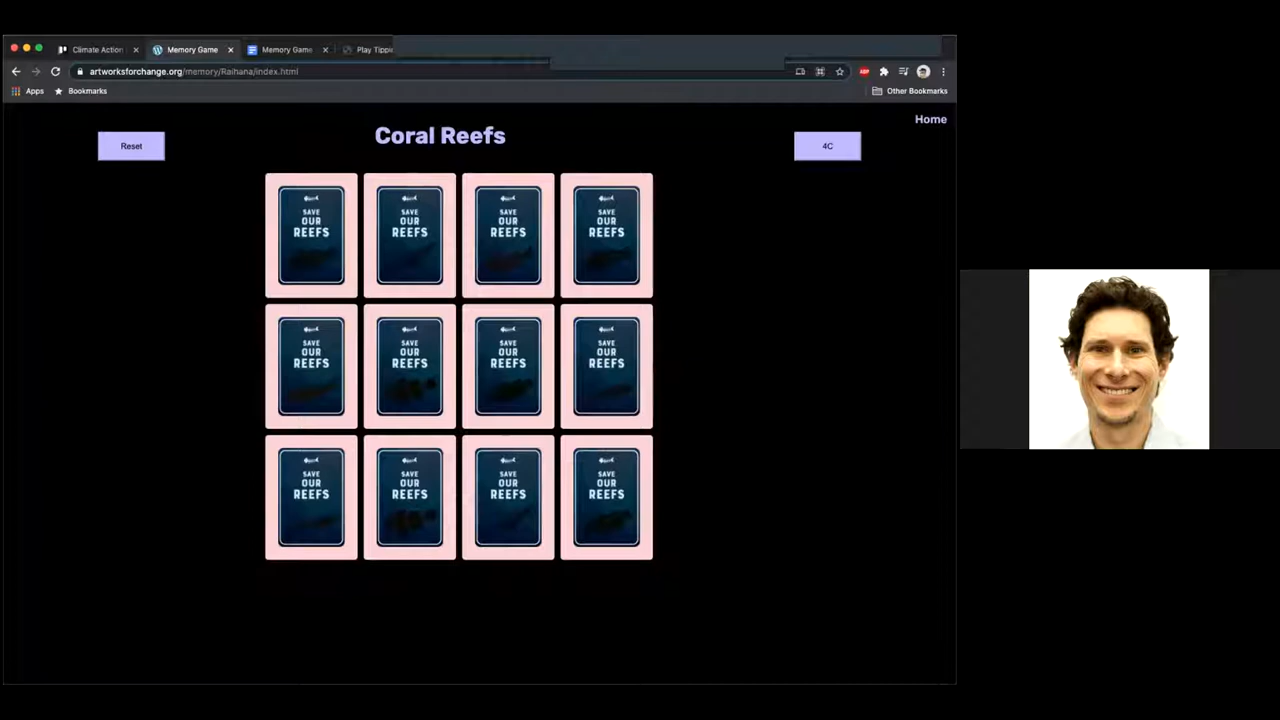 Climate Action
Memory Game
Memory Game
Play Tippi
artworksforchange.org/memory/Raihana/index.html
ABP
Apps
Bookmarks
Other Bookmarks
Home
Reset
Coral Reefs
4C
SAVE
OUR
REEFS
SAVE
OUR
REEFS
SAVE
OUR
REEFS
SAVE
OUR
REEFS
SAVE
OUR
REEFS
SAVE
OUR
REEFS
SAVE
OUR
REEFS
SAVE
OUR
REEFS
SAVE
OUR
REEFS
SAVE
OUR
REEFS
SAVE
OUR
REEFS
SAVE
OUR
REEFS